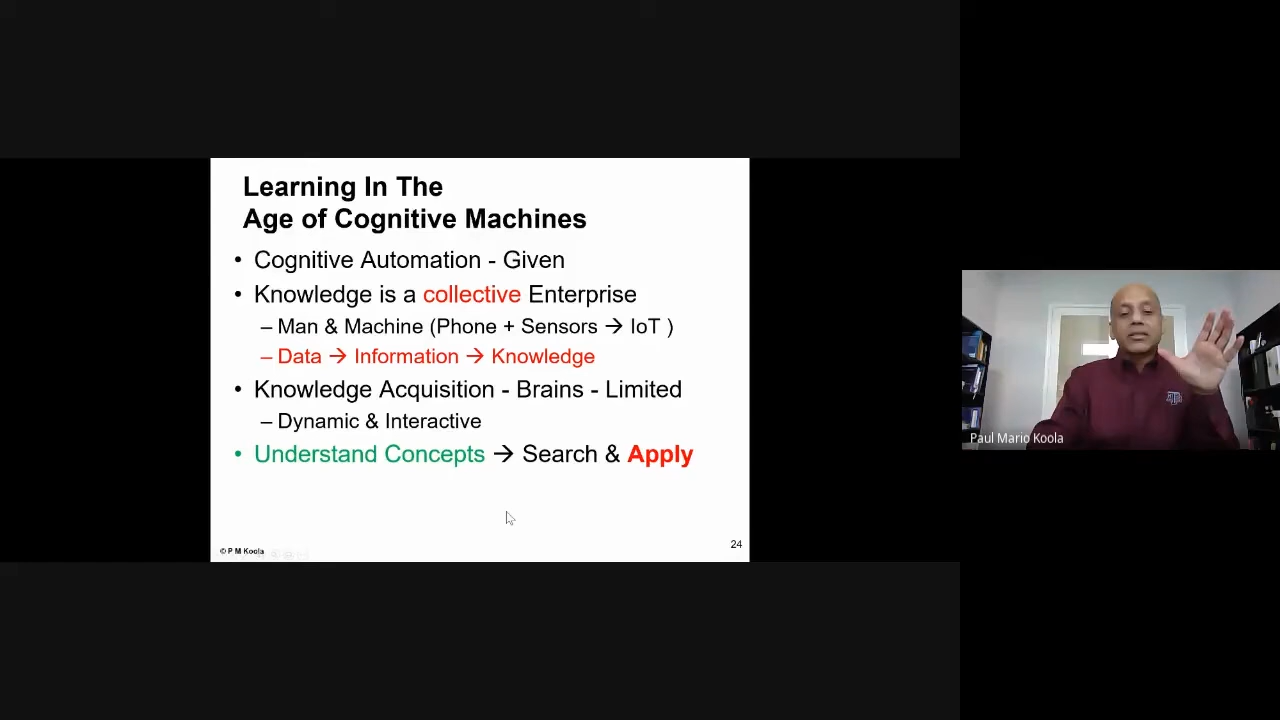 Learning In The
Age of Cognitive Machines
• Cognitive Automation - Given
• Knowledge is a collective Enterprise
– Man & Machine (Phone + Sensors → IoT )
– Data → Information → Knowledge
• Knowledge Acquisition - Brains - Limited
– Dynamic & Interactive
• Understand Concepts → Search & Apply
© P M Koola
24
Paul Mario Koola